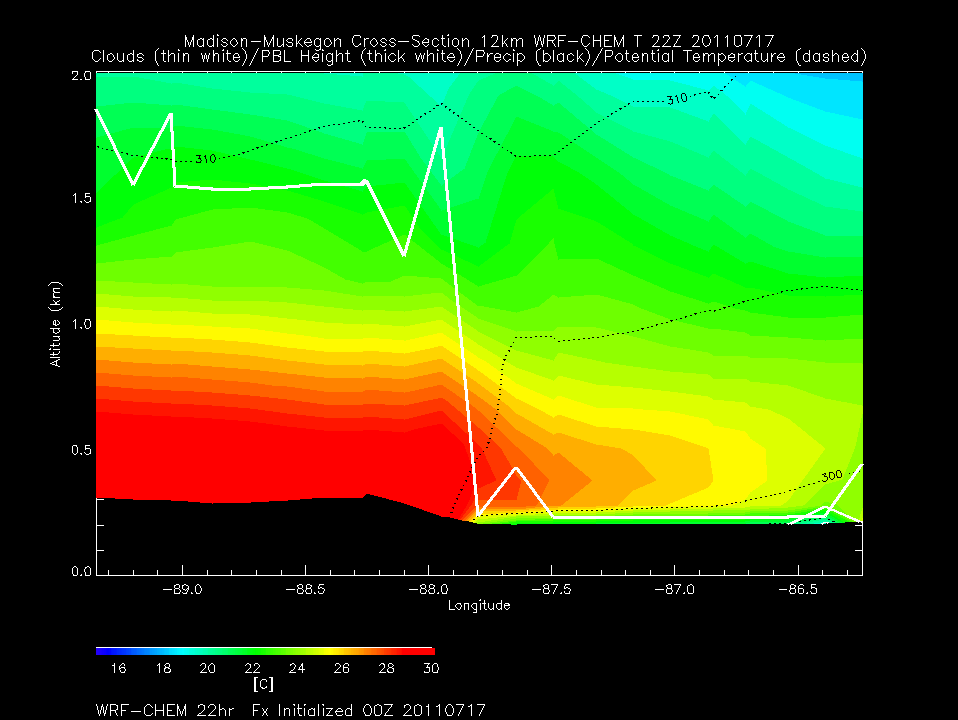 Madison-Muskegon Cross-Section 12km WRF-CHEM T 22Z 20110717
Clouds (thin white)/PBL Height (thick white)/Precip (black)/Potential Temperature (dashed)
2.0
310
310
1.5
1.0
Altitude (km)
0.5
300
0.0
-89.0 -88.5 -88.0 -87.5 -87.0 -86.5
Longitude
16 18 20 22 24 26 28 30
[C]
WRF-CHEM 22hr Fx Initialized 00Z 20110717